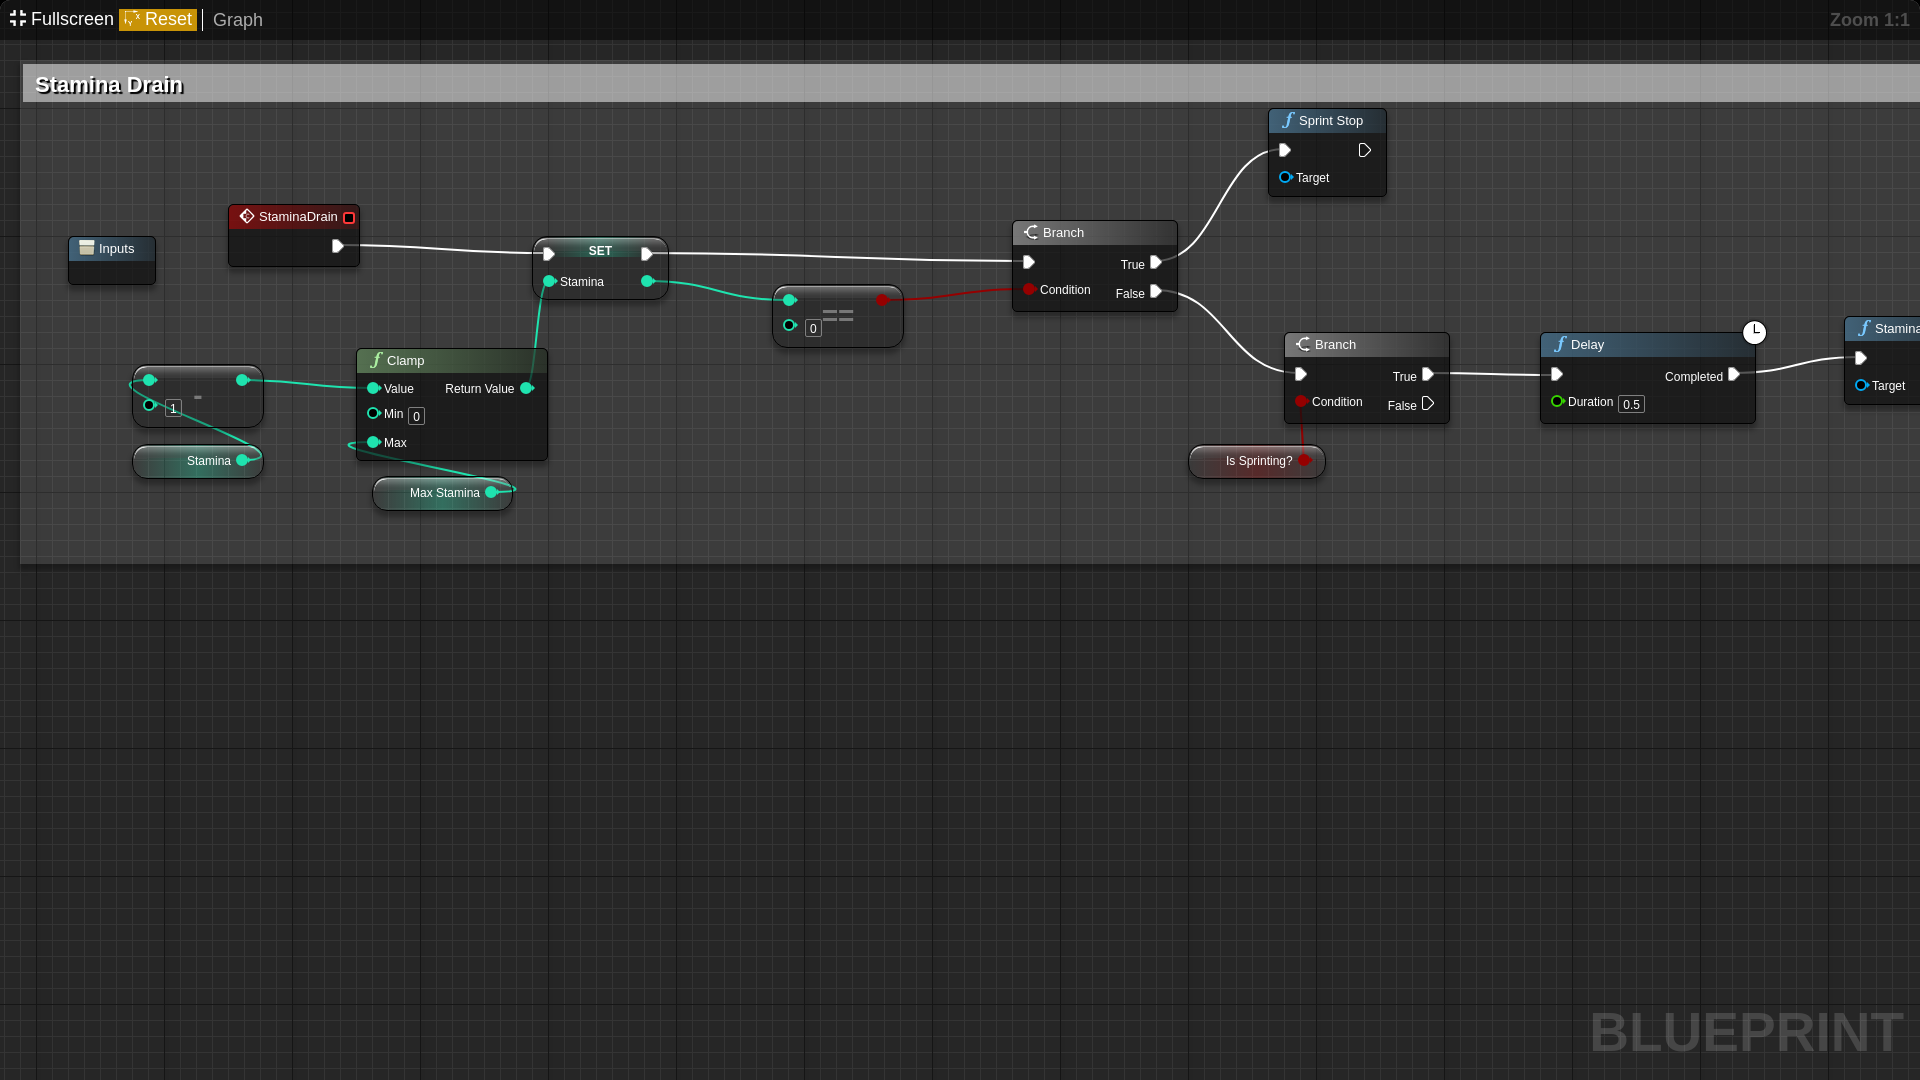 Fullscreen Reset Graph
Zoom 1:1
Stamina Drain
Sprint Stop
Target
StaminaDrain
Inputs
SET
Stamina
Branch
True
Condition
False
==
0
Clamp
Value Return Value
Min 0
Max
-
1
Stamina
Max Stamina
Branch
True
Condition
False
Is Sprinting?
Delay
Completed
Duration 0.5
Stamina
Target
BLUEPRINT